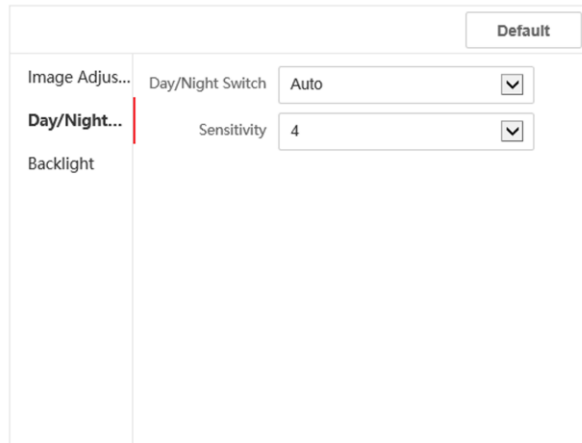 Default
Image Adjus...
Day/Night Switch Auto
Day/Night...
Sensitivity 4
Backlight